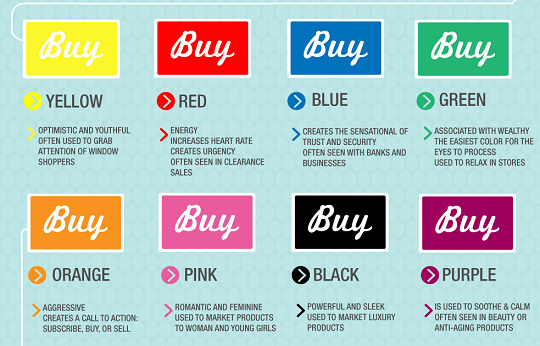 Buy Buy Buy Buy
YELLOW RED BLUE GREEN
OPTIMISTIC AND YOUTHFUL
OFTEN USED TO GRAB
ATTENTION OF WINDOW
SHOPPERS
ENERGY
INCREASES HEART RATE
CREATES URGENCY
OFTEN SEEN IN CLEARANCE
SALES
CREATES THE SENSATIONAL OF
TRUST AND SECURITY
OFTEN SEEN WITH BANKS AND
BUSINESSES
ASSOCIATED WITH WEALTHY
THE EASIEST COLOR FOR THE
EYES TO PROCESS
USED TO RELAX IN STORES
Buy Buy Buy Buy
ORANGE PINK BLACK PURPLE
AGGRESSIVE
CREATES A CALL TO ACTION:
SUBSCRIBE, BUY, OR SELL
ROMANTIC AND FEMININE
USED TO MARKET PRODUCTS
TO WOMAN AND YOUNG GIRLS
POWERFUL AND SLEEK
USED TO MARKET LUXURY
PRODUCTS
IS USED TO SOOTHE & CALM
OFTEN SEEN IN BEAUTY OR
ANTI-AGING PRODUCTS